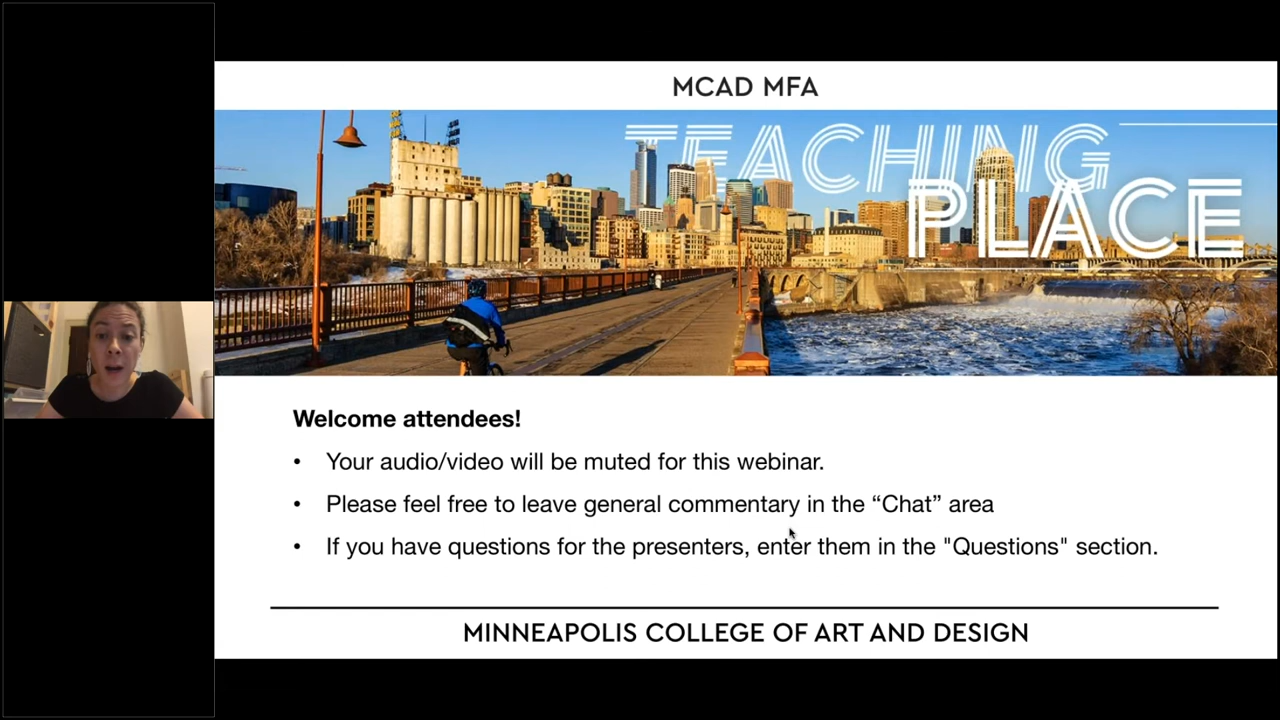 MCAD MFA
TEACHING
PLACE
Welcome attendees!
• Your audio/video will be muted for this webinar.
• Please feel free to leave general commentary in the “Chat” area
• If you have questions for the presenters, enter them in the "Questions" section.
MINNEAPOLIS COLLEGE OF ART AND DESIGN